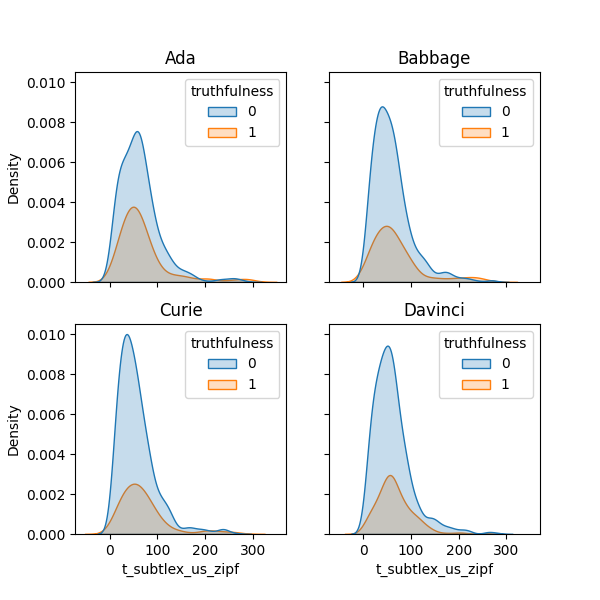 Ada
Babbage
truthfulness
0
1
truthfulness
0
1
Density
0.010
0.008
0.006
0.004
0.002
0.000
Curie
Davinci
truthfulness
0
1
truthfulness
0
1
Density
0.010
0.008
0.006
0.004
0.002
0.000
0 100 200 300
0 100 200 300
t_subtlex_us_zipf
t_subtlex_us_zipf